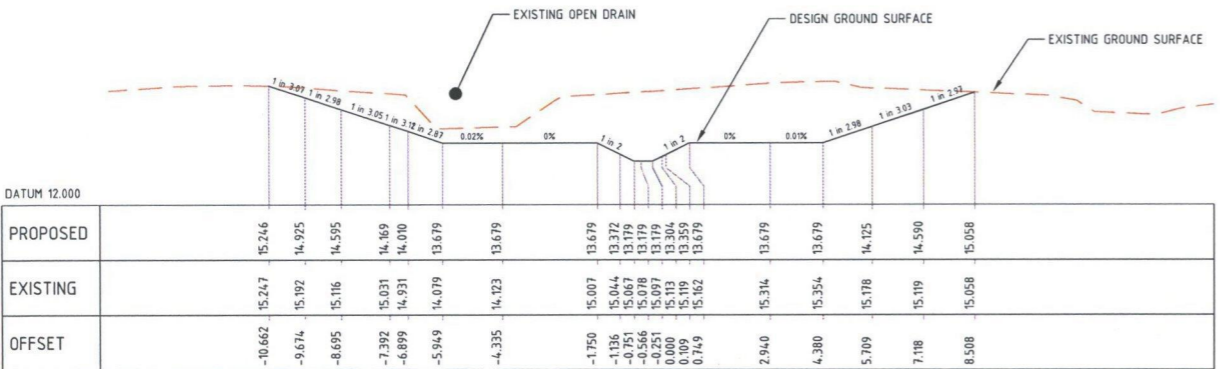 EXISTING OPEN DRAIN
DESIGN GROUND SURFACE
EXISTING GROUND SURFACE
1 in 3.07 1 in 2.98 1 in 3.05 1 in 3.12 1 in 2.87 0.02% 0% 1 in 2 1 in 2 0% 0.01% 1 in 2.98 1 in 3.03 1 in 2.97
DATUM 12.000
PROPOSED 15.246 14.925 14.595 14.169 14.010 13.679 13.679 13.679 13.372 13.179 13.179 13.179 13.304 13.359 13.679 13.679 13.679 14.125 14.590 15.058
EXISTING 15.247 15.192 15.116 15.031 14.931 14.079 14.123 15.007 15.044 15.067 15.078 15.097 15.113 15.119 15.162 15.314 15.354 15.178 15.119 15.058
OFFSET -10.662 -9.674 -8.695 -7.392 -6.899 -5.949 -4.335 -1.750 -1.136 -0.751 -0.566 -0.251 0.000 0.109 0.749 2.940 4.380 5.709 7.118 8.508